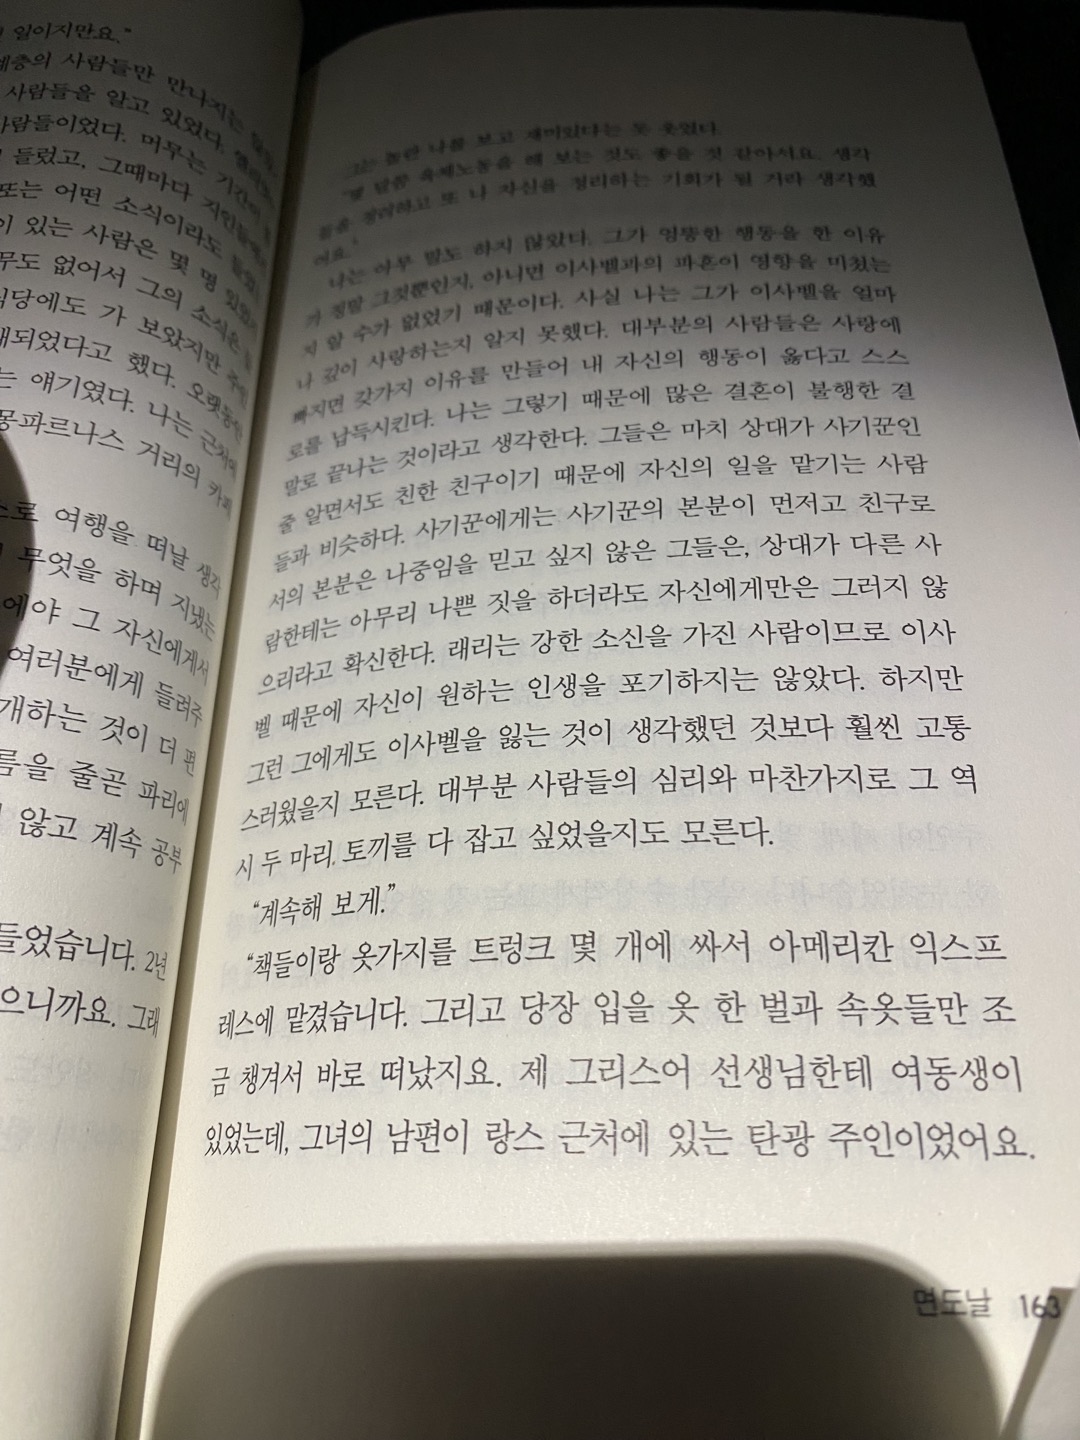 일이지만요."
계층의 사람들만 만나지는
사람들을 알고 있었다.
사람들이었다. 머무는 기간이
들렀고, 그때마다 지인들에게
또는 어떤 소식이라도
이 있는 사람은 몇 명 있었
무도 없어서 그의 소식은
식당에도 가 보았지만 주인
매되었다고 했다. 오랫동안
는 얘기였다. 나는 근처에
몽파르나스 거리의 카페
스로 여행을 떠날 생각
무엇을 하며 지냈는
에야 그 자신에게서
여러분에게 들려주
개하는 것이 더 편
름을 줄곧 파리에
않고 계속 공부
들었습니다. 2년
으니까요. 그래
그는 놀란 나를 보고 재미있다는 듯 웃었다.
"몇 달쯤 육체노동을 해 보는 것도 좋을 것 같아서요. 생각
들을 정리하고 또 나 자신을 정리하는 기회가 될 거라 생각했
어요."
나는 아무 말도 하지 않았다. 그가 엉뚱한 행동을 한 이유
가 정말 그것뿐인지, 아니면 이사벨과의 파혼이 영향을 미쳤는
지 알 수가 없었기 때문이다. 사실 나는 그가 이사벨을 얼마
나 깊이 사랑하는지 알지 못했다. 대부분의 사람들은 사랑에
빠지면 갖가지 이유를 만들어 내 자신의 행동이 옳다고 스스
로를 납득시킨다. 나는 그렇기 때문에 많은 결혼이 불행한 결
말로 끝나는 것이라고 생각한다. 그들은 마치 상대가 사기꾼인
줄 알면서도 친한 친구이기 때문에 자신의 일을 맡기는 사람
들과 비슷하다. 사기꾼에게는 사기꾼의 본분이 먼저고 친구로
서의 본분은 나중임을 믿고 싶지 않은 그들은, 상대가 다른 사
람한테는 아무리 나쁜 짓을 하더라도 자신에게만은 그러지 않
으리라고 확신한다. 래리는 강한 소신을 가진 사람이므로 이사
벨 때문에 자신이 원하는 인생을 포기하지는 않았다. 하지만
그런 그에게도 이사벨을 잃는 것이 생각했던 것보다 훨씬 고통
스러웠을지 모른다. 대부분 사람들의 심리와 마찬가지로 그 역
시 두 마리 토끼를 다 잡고 싶었을지도 모른다.
"계속해 보게."
"책들이랑 옷가지를 트렁크 몇 개에 싸서 아메리칸 익스프
레스에 맡겼습니다. 그리고 당장 입을 옷 한 벌과 속옷들만 조
금 챙겨서 바로 떠났지요. 제 그리스어 선생님한테 여동생이
있었는데, 그녀의 남편이 랑스 근처에 있는 탄광 주인이었어요.
면도날 163